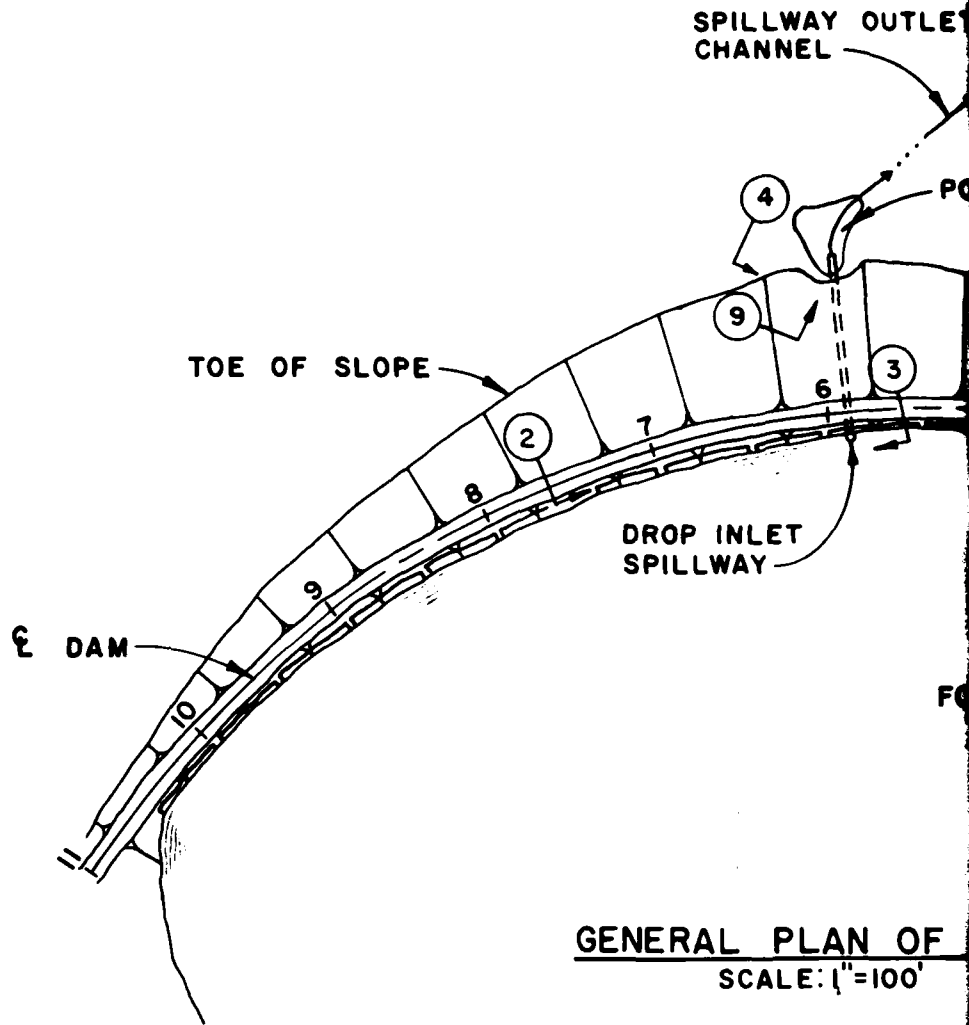 SPILLWAY OUTLET
CHANNEL
4
9
3
TOE OF SLOPE
6
7
2
8
DROP INLET
SPILLWAY
9
℄ DAM
10
11
GENERAL PLAN OF
SCALE: 1"=100'